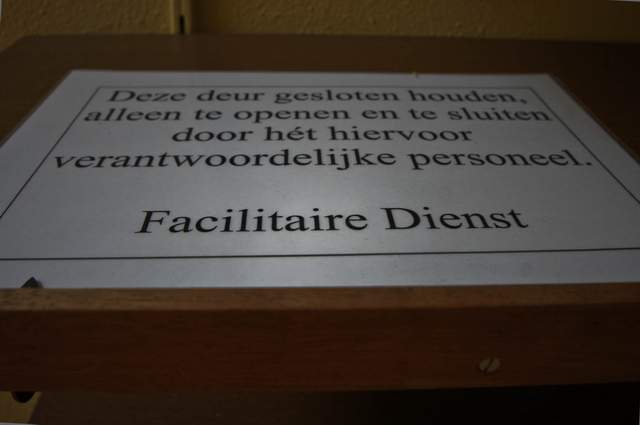 Deze deur gesloten houden,
alleen te openen en te sluiten
door hét hiervoor
verantwoordelijke personeel.
Facilitaire Dienst